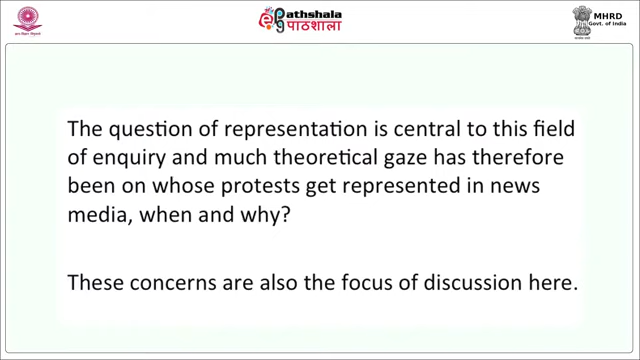 ePathshala
पाठशाला
MHRD
Govt. of India
The question of representation is central to this field
of enquiry and much theoretical gaze has therefore
been on whose protests get represented in news
media, when and why?
These concerns are also the focus of discussion here.